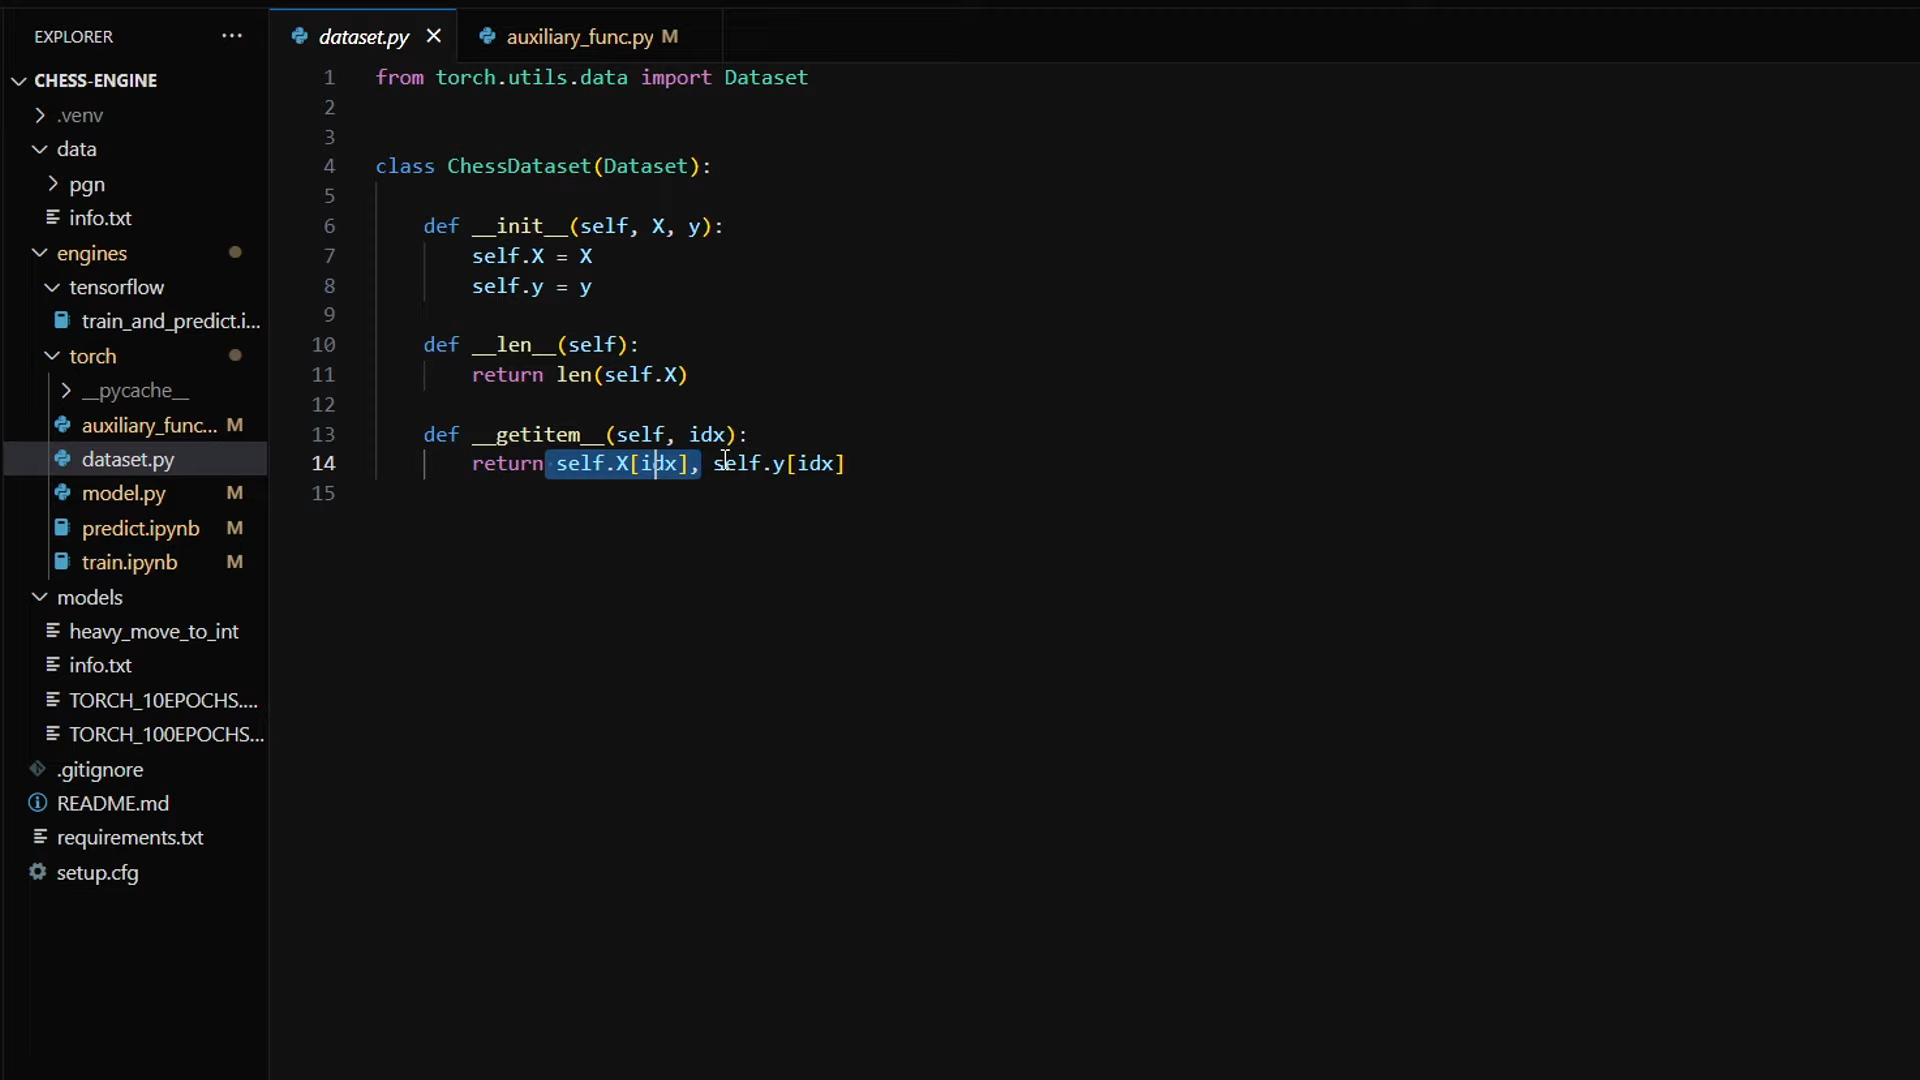 EXPLORER
CHESS-ENGINE
.venv
data
pgn
info.txt
engines
tensorflow
train_and_predict.i...
torch
__pycache__
auxiliary_func... M
dataset.py
model.py M
predict.ipynb M
train.ipynb M
models
heavy_move_to_int
info.txt
TORCH_10EPOCHS....
TORCH_100EPOCHS...
.gitignore
README.md
requirements.txt
setup.cfg
dataset.py
auxiliary_func.py M
1 from torch.utils.data import Dataset
2
3
4 class ChessDataset(Dataset):
5
6 def __init__(self, X, y):
7 self.X = X
8 self.y = y
9
10 def __len__(self):
11 return len(self.X)
12
13 def __getitem__(self, idx):
14 return self.X[idx], self.y[idx]
15